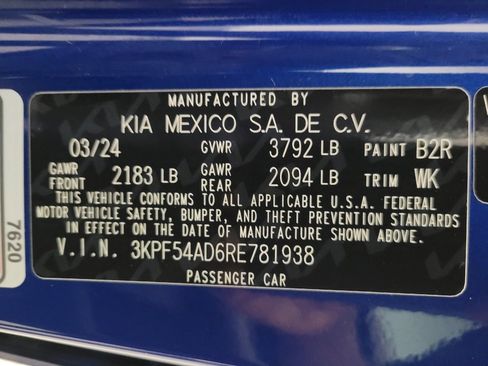 MANUFACTURED BY
KIA MEXICO S.A. DE C.V.
03/24 GVWR 3792 LB PAINT B2R
GAWR FRONT 2183 LB GAWR REAR 2094 LB TRIM WK
THIS VEHICLE CONFORMS TO ALL APPLICABLE U.S.A. FEDERAL
MOTOR VEHICLE SAFETY, BUMPER, AND THEFT PREVENTION STANDARDS
IN EFFECT ON THE DATE OF MANUFACTURE SHOWN ABOVE.
V.I.N. 3KPF54AD6RE781938
PASSENGER CAR
7620